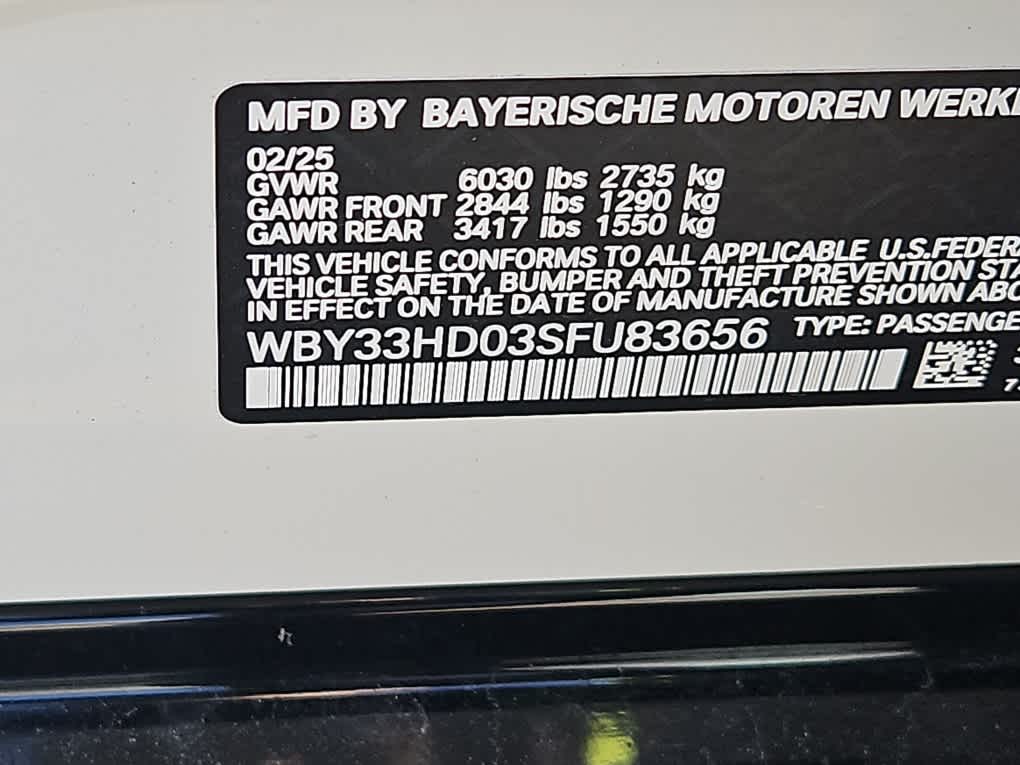 MFD BY BAYERISCHE MOTOREN
02/25
GVWR 6030 lbs 2735 kg
GAWR FRONT 2844 lbs 1290 kg
GAWR REAR 3417 lbs 1550 kg
THIS VEHICLE CONFORMS TO ALL APPLICABLE U.S.FEDER
VEHICLE SAFETY, BUMPER AND THEFT PREVENTION STA
IN EFFECT ON THE DATE OF MANUFACTURE SHOWN ABO
WBY33HD03SFU83656 TYPE: PASSENGE